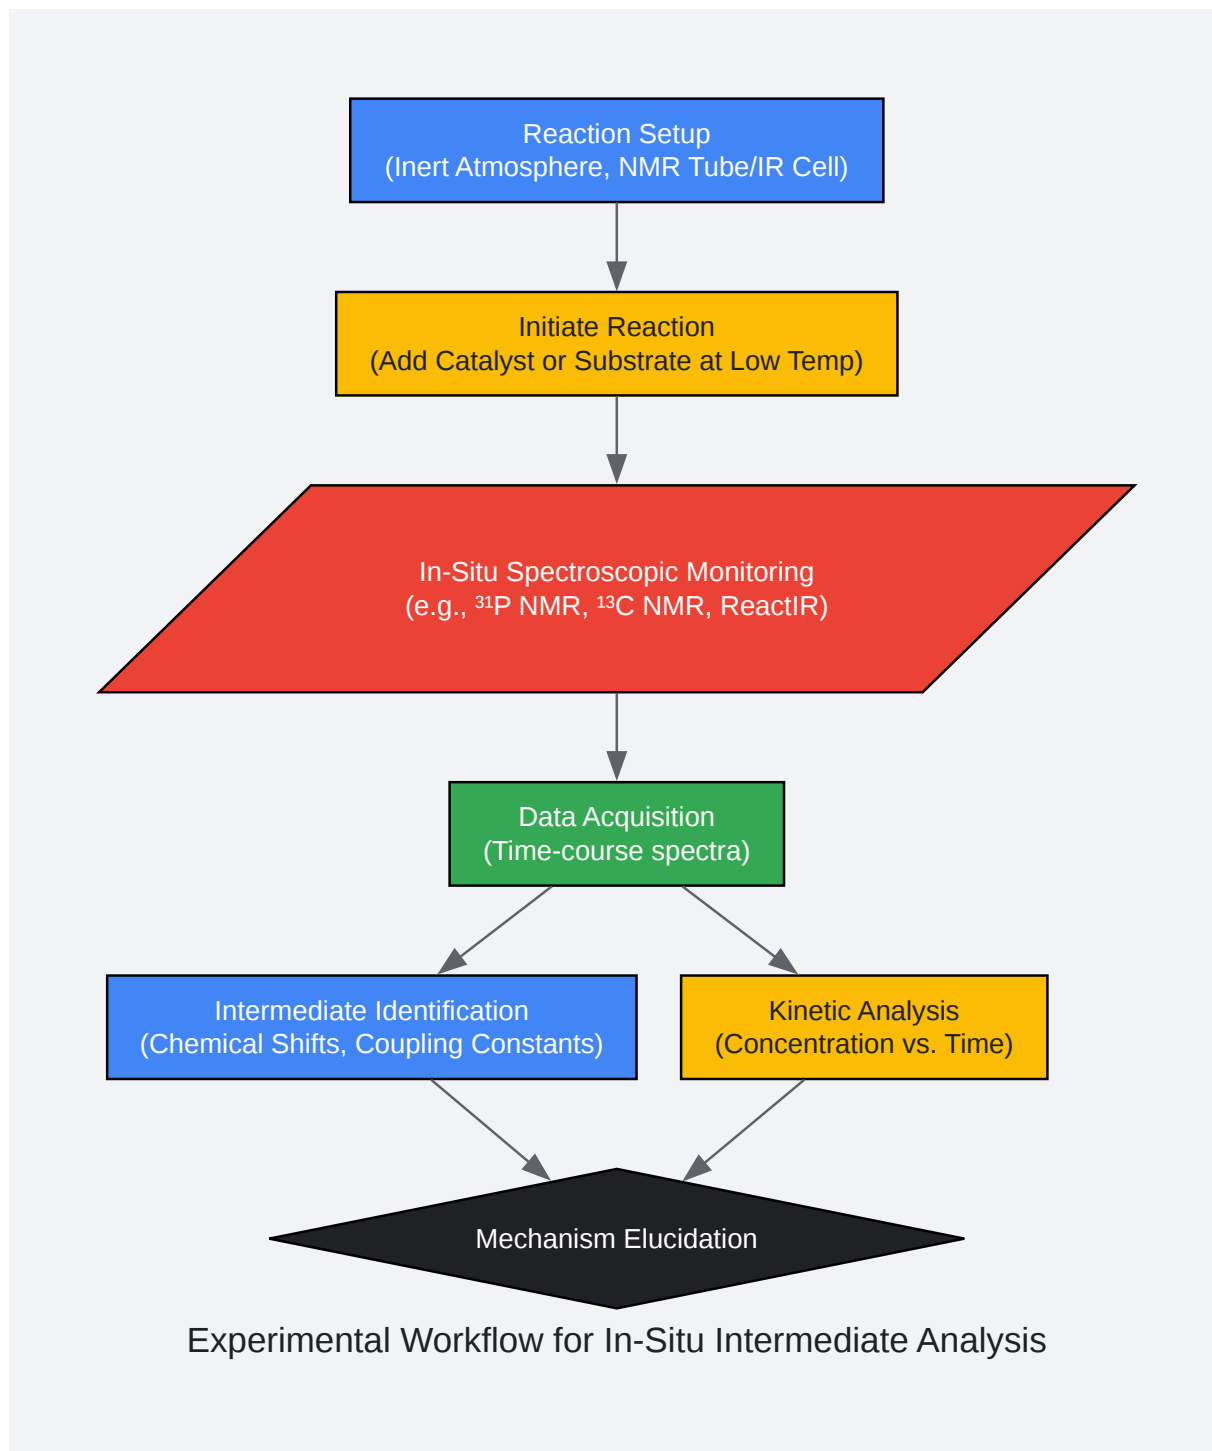 Reaction Setup
(Inert Atmosphere, NMR Tube/IR Cell)
Initiate Reaction
(Add Catalyst or Substrate at Low Temp)
In-Situ Spectroscopic Monitoring
(e.g., ³¹P NMR, ¹³C NMR, ReactIR)
Data Acquisition
(Time-course spectra)
Intermediate Identification
(Chemical Shifts, Coupling Constants)
Kinetic Analysis
(Concentration vs. Time)
Mechanism Elucidation
Experimental Workflow for In-Situ Intermediate Analysis